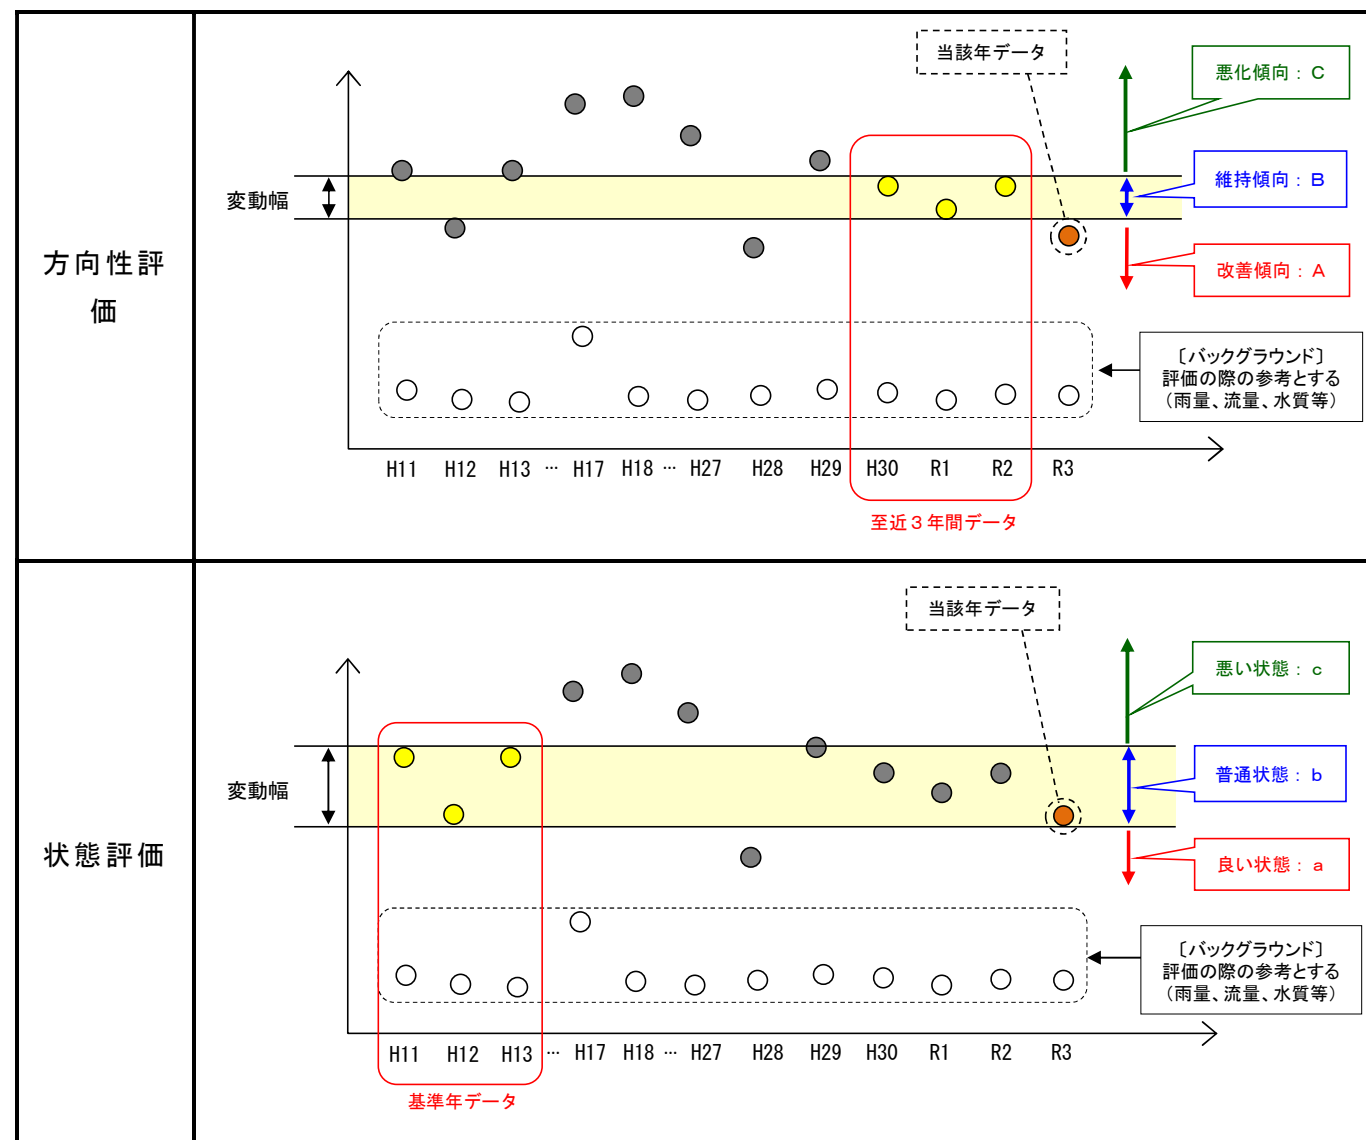 方向性評
価
当該年データ
悪化傾向：Ｃ
変動幅
維持傾向：Ｂ
改善傾向：Ａ
〔バックグラウンド〕
評価の際の参考とする
（雨量、流量、水質等）
H11 H12 H13 … H17 H18 … H27 H28 H29 H30 R1 R2 R3
至近３年間データ
状態評価
当該年データ
悪い状態：ｃ
変動幅
普通状態：ｂ
良い状態：ａ
〔バックグラウンド〕
評価の際の参考とする
（雨量、流量、水質等）
H11 H12 H13 … H17 H18 … H27 H28 H29 H30 R1 R2 R3
基準年データ